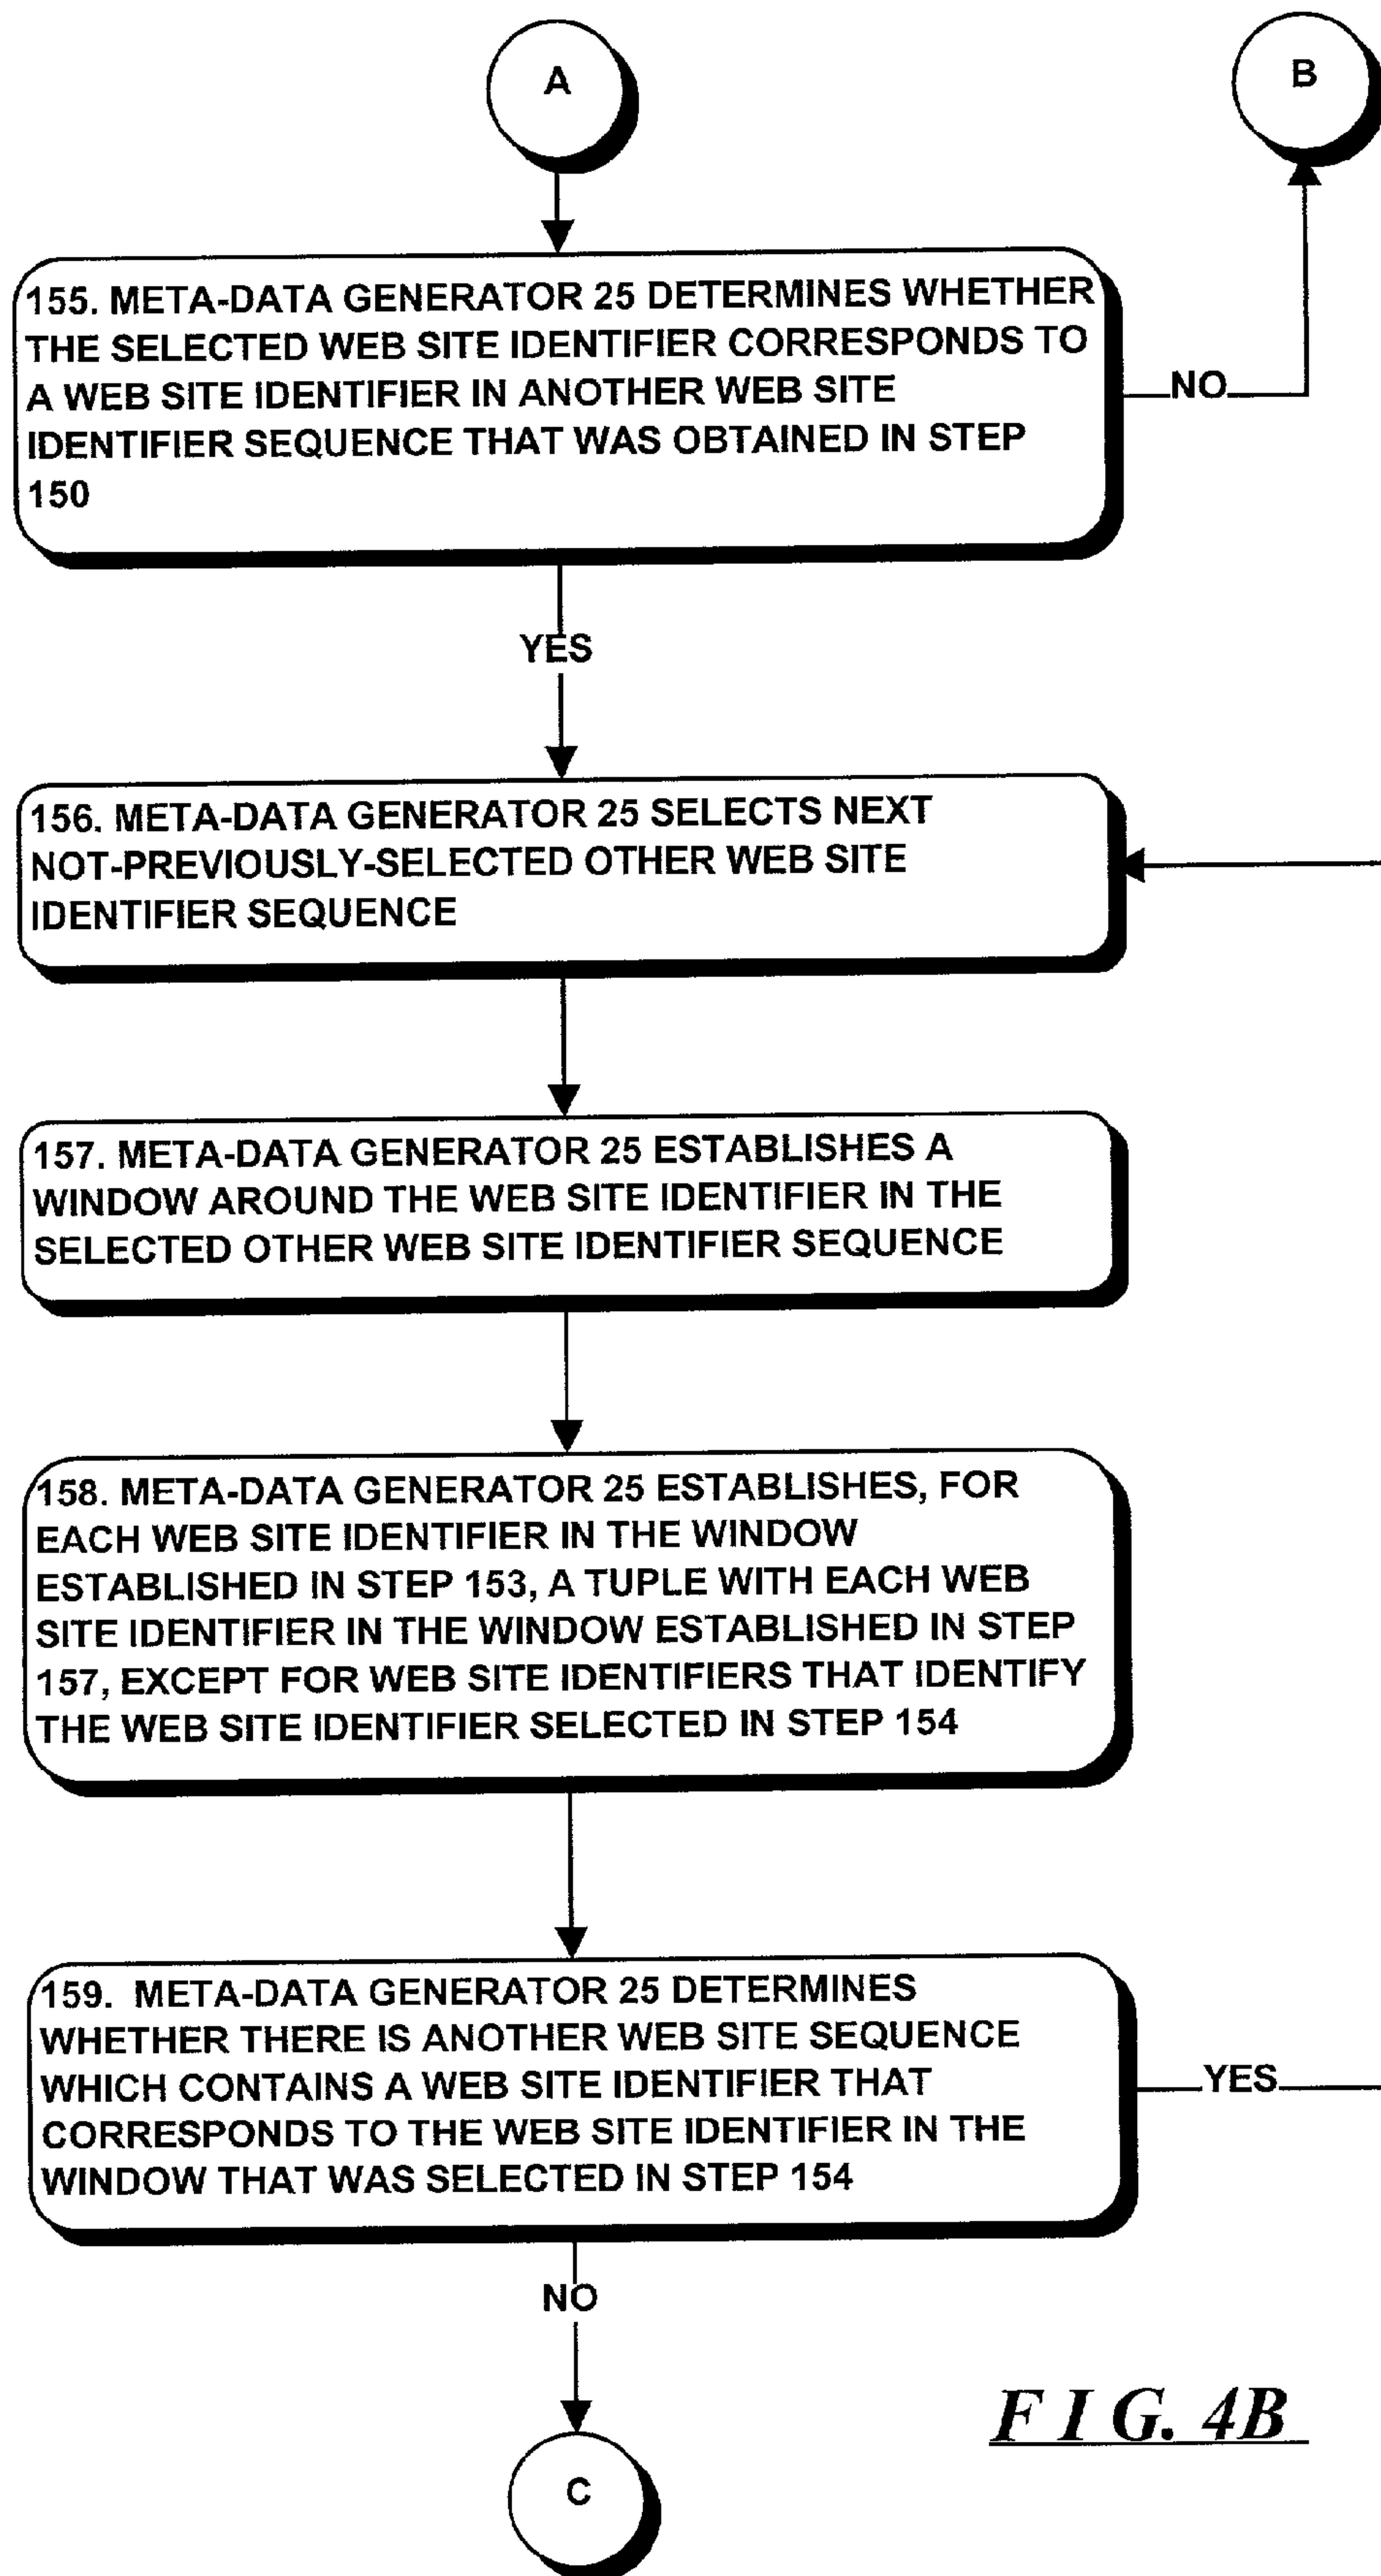 A
B
155. META-DATA GENERATOR 25 DETERMINES WHETHER
THE SELECTED WEB SITE IDENTIFIER CORRESPONDS TO
A WEB SITE IDENTIFIER IN ANOTHER WEB SITE
IDENTIFIER SEQUENCE THAT WAS OBTAINED IN STEP
150
NO
YES
156. META-DATA GENERATOR 25 SELECTS NEXT
NOT-PREVIOUSLY-SELECTED OTHER WEB SITE
IDENTIFIER SEQUENCE
157. META-DATA GENERATOR 25 ESTABLISHES A
WINDOW AROUND THE WEB SITE IDENTIFIER IN THE
SELECTED OTHER WEB SITE IDENTIFIER SEQUENCE
158. META-DATA GENERATOR 25 ESTABLISHES, FOR
EACH WEB SITE IDENTIFIER IN THE WINDOW
ESTABLISHED IN STEP 153, A TUPLE WITH EACH WEB
SITE IDENTIFIER IN THE WINDOW ESTABLISHED IN STEP
157, EXCEPT FOR WEB SITE IDENTIFIERS THAT IDENTIFY
THE WEB SITE IDENTIFIER SELECTED IN STEP 154
159. META-DATA GENERATOR 25 DETERMINES
WHETHER THERE IS ANOTHER WEB SITE SEQUENCE
WHICH CONTAINS A WEB SITE IDENTIFIER THAT
CORRESPONDS TO THE WEB SITE IDENTIFIER IN THE
WINDOW THAT WAS SELECTED IN STEP 154
YES
NO
C
FIG. 4B